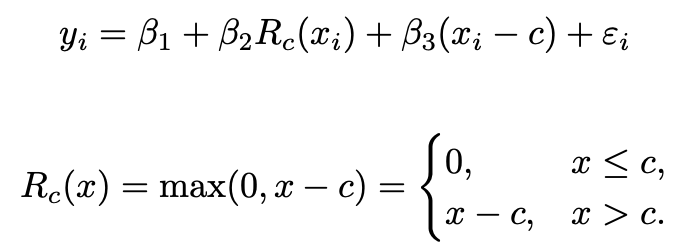 yᵢ = β₁ + β₂R_c(xᵢ) + β₃(xᵢ − c) + εᵢ
R_c(x) = max(0, x − c) = { 0, x ≤ c,
x − c, x > c.